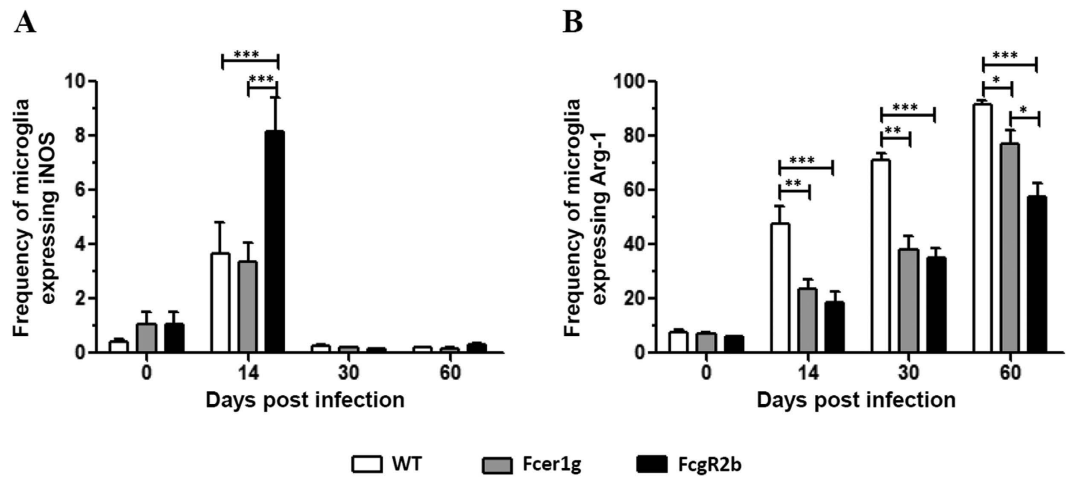 A
Frequency of microglia
expressing iNOS
10
8
6
4
2
0
***
***
0 14 30 60
Days post infection
B
Frequency of microglia
expressing Arg-1
100
80
60
40
20
0
***
**
***
**
***
*
*
0 14 30 60
Days post infection
WT Fcer1g FcgR2b